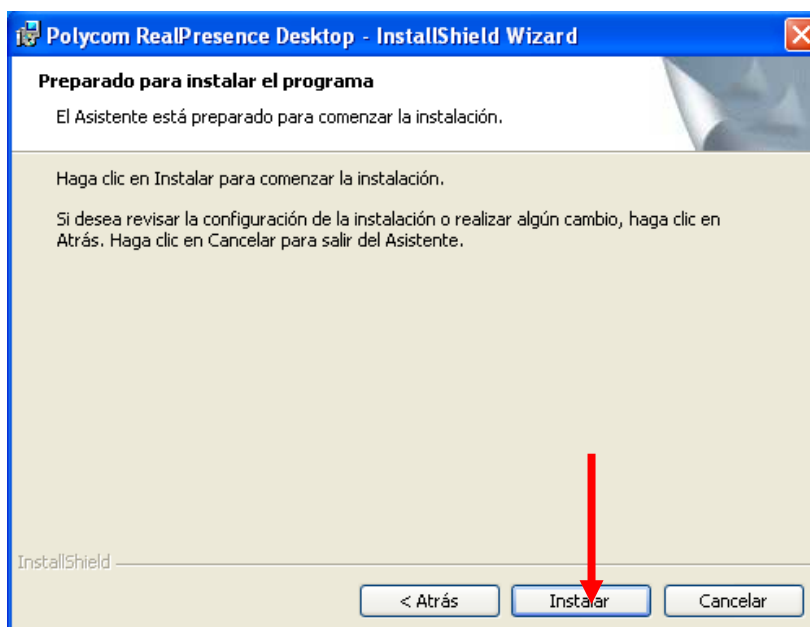 Polycom RealPresence Desktop - InstallShield Wizard
Preparado para instalar el programa
El Asistente está preparado para comenzar la instalación.
Haga clic en Instalar para comenzar la instalación.
Si desea revisar la configuración de la instalación o realizar algún cambio, haga clic en
Atrás. Haga clic en Cancelar para salir del Asistente.
InstallShield
< Atrás
Instalar
Cancelar